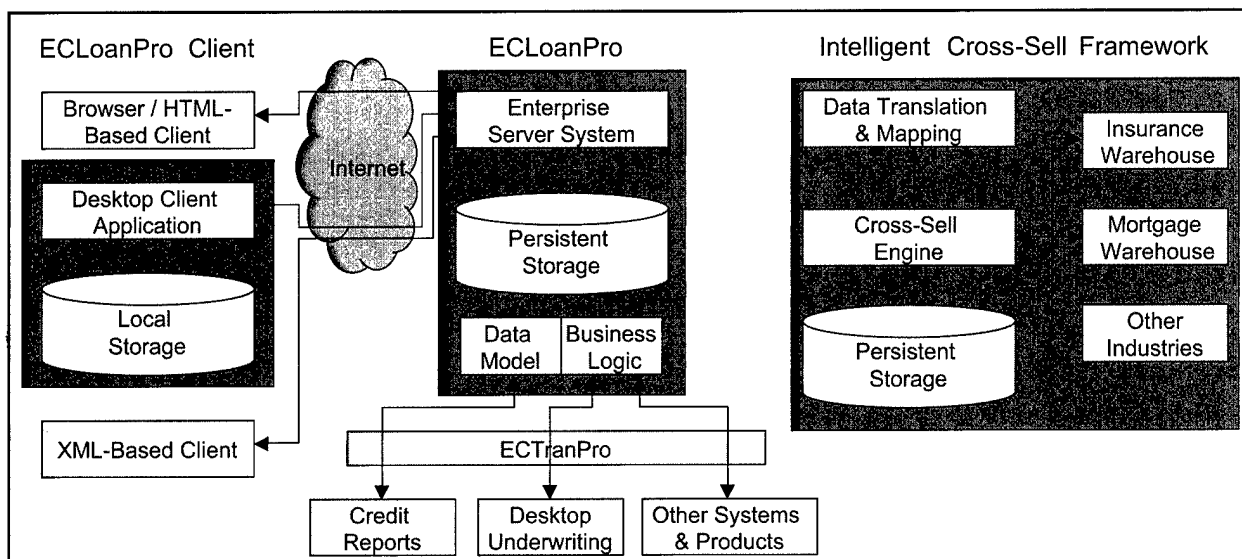 ECLoanPro Client
Browser / HTML-
Based Client
Desktop Client
Application
Local
Storage
XML-Based Client
Internet
ECLoanPro
Enterprise
Server System
Persistent
Storage
Data
Model
Business
Logic
ECTranPro
Credit
Reports
Desktop
Underwriting
Other Systems
& Products
Intelligent Cross-Sell Framework
Data Translation
& Mapping
Cross-Sell
Engine
Persistent
Storage
Insurance
Warehouse
Mortgage
Warehouse
Other
Industries